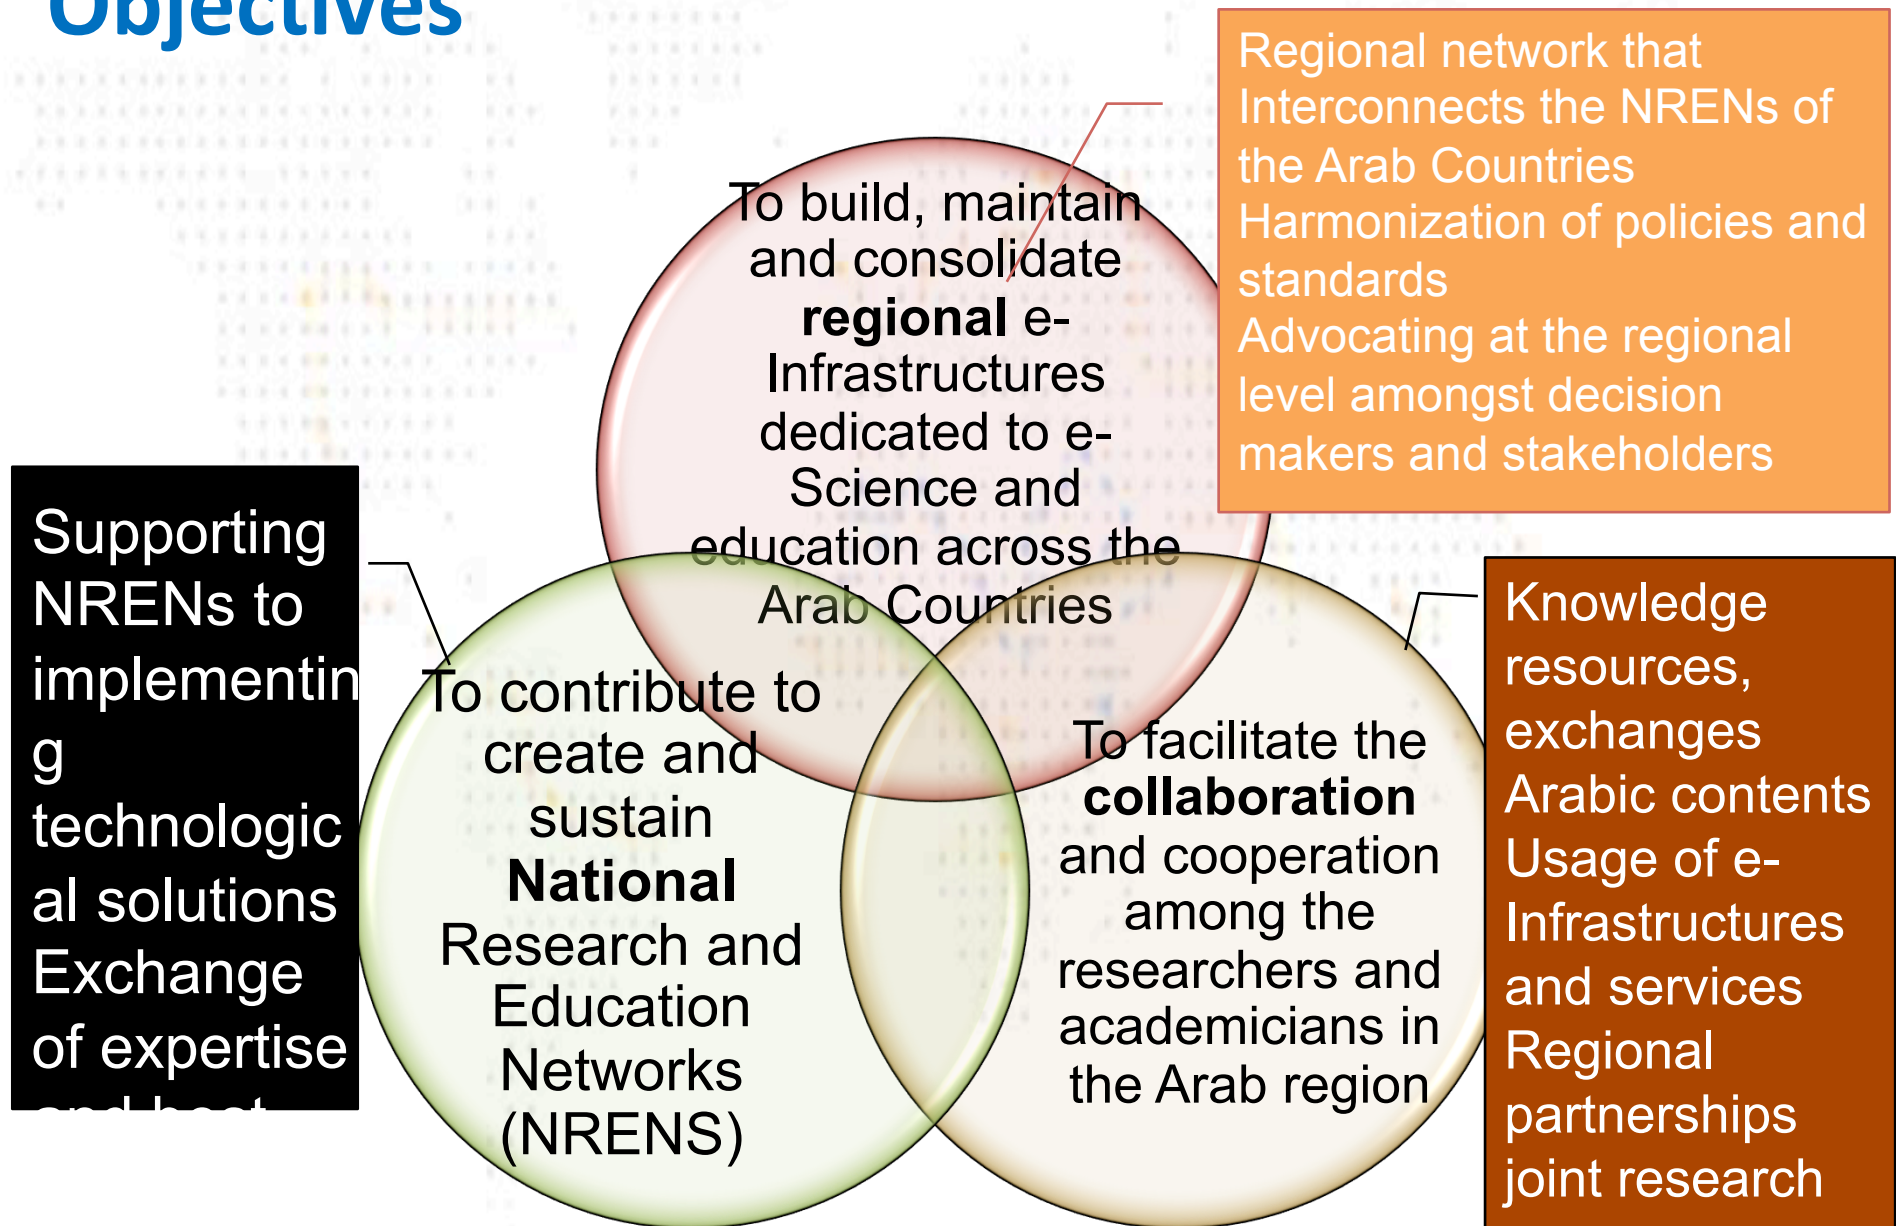 Objectives
Regional network that
Interconnects the NRENs of
the Arab Countries
Harmonization of policies and
standards
Advocating at the regional
level amongst decision
makers and stakeholders
To build, maintain
and consolidate
regional e-
Infrastructures
dedicated to e-
Science and
education across the
Arab Countries
Supporting
NRENs to
implementin
g
technologic
al solutions
Exchange
of expertise
and best
To contribute to
create and
sustain
National
Research and
Education
Networks
(NRENS)
To facilitate the
collaboration
and cooperation
among the
researchers and
academicians in
the Arab region
Knowledge
resources,
exchanges
Arabic contents
Usage of e-
Infrastructures
and services
Regional
partnerships
joint research